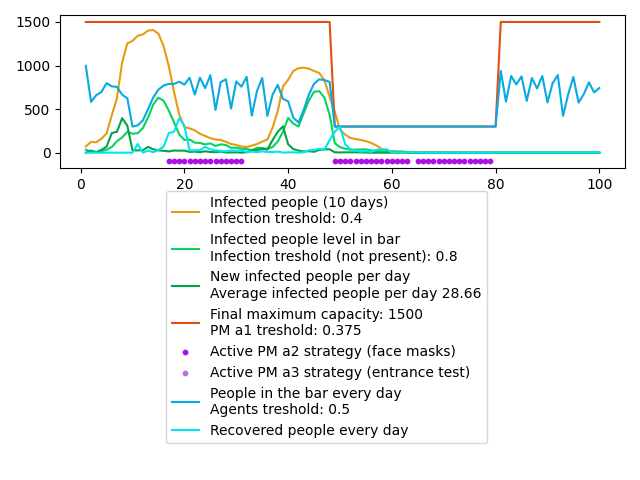 1500
1000
500
0
0 20 40 60 80 100
Infected people (10 days)
Infection treshold: 0.4
Infected people level in bar
Infection treshold (not present): 0.8
New infected people per day
Average infected people per day 28.66
Final maximum capacity: 1500
PM a1 treshold: 0.375
Active PM a2 strategy (face masks)
Active PM a3 strategy (entrance test)
People in the bar every day
Agents treshold: 0.5
Recovered people every day